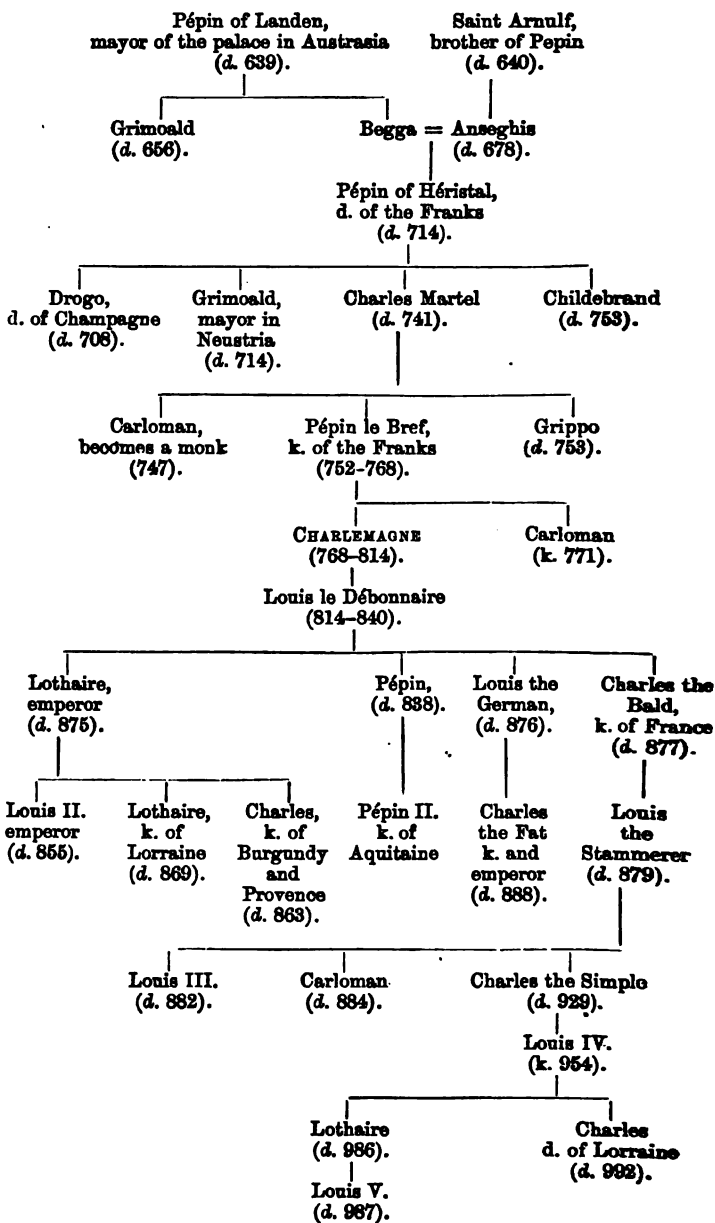 Pépin of Landen,
mayor of the palace in Austrasia
(d. 639).
Saint Arnulf,
brother of Pepin
(d. 640).
Grimoald
(d. 656).
Begga = Anseghis
(d. 678).
Pépin of Héristal,
d. of the Franks
(d. 714).
Drogo,
d. of Champagne
(d. 708).
Grimoald,
mayor in
Neustria
(d. 714).
Charles Martel
(d. 741).
Childebrand
(d. 753).
Carloman,
becomes a monk
(747).
Pépin le Bref,
k. of the Franks
(752–768).
Grippo
(d. 753).
CHARLEMAGNE
(768–814).
Carloman
(k. 771).
Louis le Débonnaire
(814–840).
Lothaire,
emperor
(d. 875).
Pépin,
(d. 838).
Louis the
German,
(d. 876).
Charles the
Bald,
k. of France
(d. 877).
Louis II.
emperor
(d. 855).
Lothaire,
k. of
Lorraine
(d. 869).
Charles,
k. of
Burgundy
and
Provence
(d. 863).
Pépin II.
k. of
Aquitaine
Charles
the Fat
k. and
emperor
(d. 888).
Louis
the
Stammerer
(d. 879).
Louis III.
(d. 882).
Carloman
(d. 884).
Charles the Simple
(d. 929).
Louis IV.
(k. 954).
Lothaire
(d. 986).
Charles
d. of Lorraine
(d. 992).
Louis V.
(d. 987).